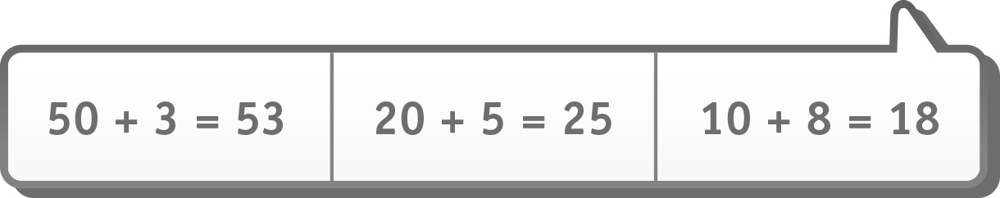 50 + 3 = 53
20 + 5 = 25
10 + 8 = 18